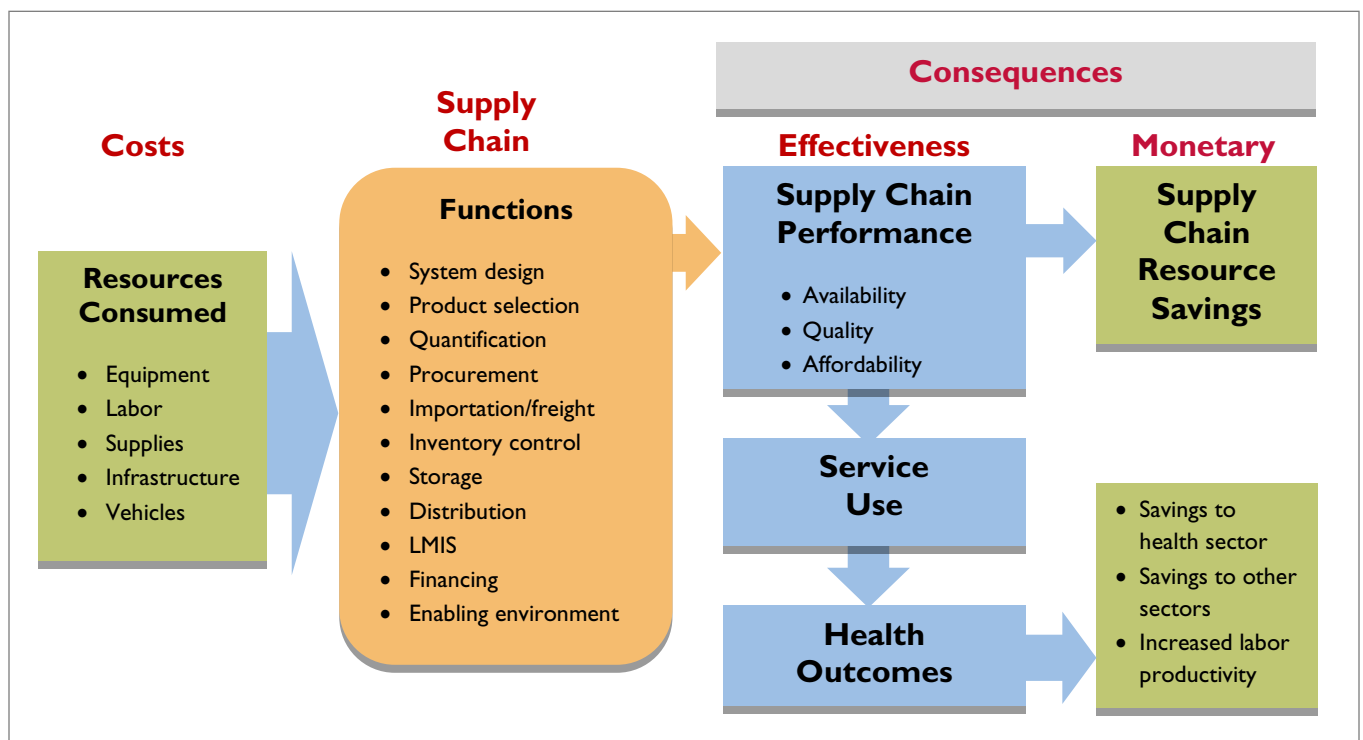 Consequences
Costs
Supply
Chain
Effectiveness
Monetary
Resources
Consumed
• Equipment
• Labor
• Supplies
• Infrastructure
• Vehicles
Functions
• System design
• Product selection
• Quantification
• Procurement
• Importation/freight
• Inventory control
• Storage
• Distribution
• LMIS
• Financing
• Enabling environment
Supply Chain
Performance
• Availability
• Quality
• Affordability
Service
Use
Health
Outcomes
Supply
Chain
Resource
Savings
• Savings to
health sector
• Savings to other
sectors
• Increased labor
productivity